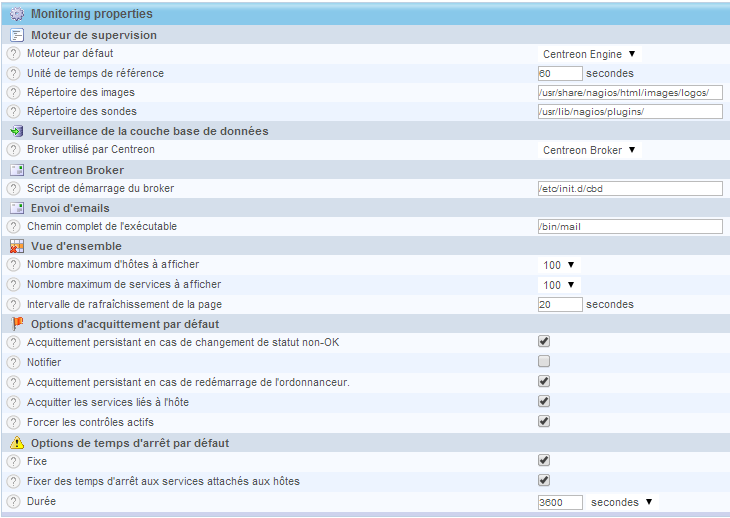 Monitoring properties
Moteur de supervision
Moteur par défaut Centreon Engine
Unité de temps de référence 60 secondes
Répertoire des images /usr/share/nagios/html/images/logos/
Répertoire des sondes /usr/lib/nagios/plugins/
Surveillance de la couche base de données
Broker utilisé par Centreon Centreon Broker
Centreon Broker
Script de démarrage du broker /etc/init.d/cbd
Envoi d'emails
Chemin complet de l'exécutable /bin/mail
Vue d'ensemble
Nombre maximum d'hôtes à afficher 100
Nombre maximum de services à afficher 100
Intervalle de rafraîchissement de la page 20 secondes
Options d'acquittement par défaut
Acquittement persistant en cas de changement de statut non-OK
Notifier
Acquittement persistant en cas de redémarrage de l'ordonnanceur.
Acquitter les services liés à l'hôte
Forcer les contrôles actifs
Options de temps d'arrêt par défaut
Fixe
Fixer des temps d'arrêt aux services attachés aux hôtes
Durée 3600 secondes